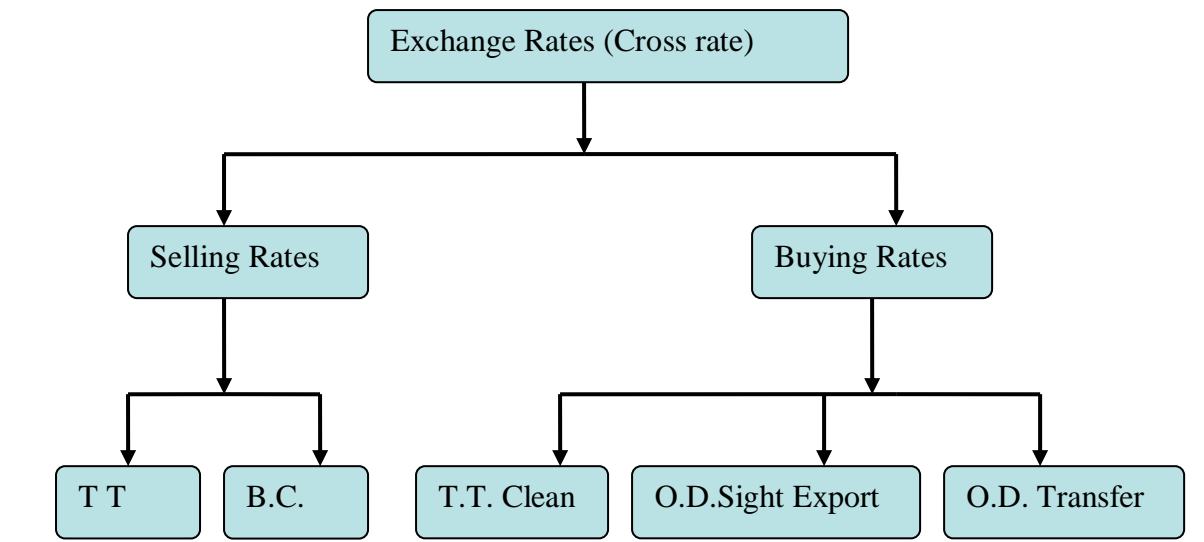 Exchange Rates (Cross rate)
Selling Rates
Buying Rates
T T
B.C.
T.T. Clean
O.D.Sight Export
O.D. Transfer